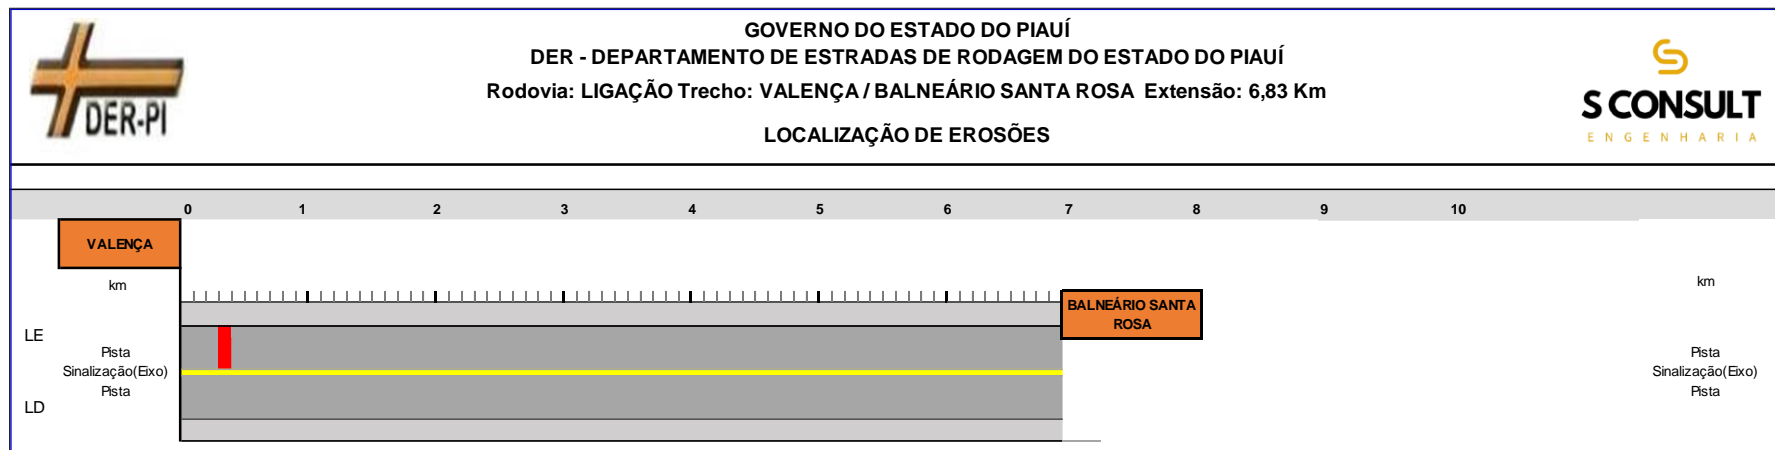 GOVERNO DO ESTADO DO PIAUÍ
DER - DEPARTAMENTO DE ESTRADAS DE RODAGEM DO ESTADO DO PIAUÍ
Rodovia: LIGAÇÃO Trecho: VALENÇA / BALNEÁRIO SANTA ROSA Extensão: 6,83 Km
LOCALIZAÇÃO DE EROSÕES
DER-PI
S CONSULT
ENGENHARIA
0 1 2 3 4 5 6 7 8 9 10
VALENÇA
km
km
BALNEÁRIO SANTA
ROSA
LE
Pista
Sinalização(Eixo)
Pista
LD
Pista
Sinalização(Eixo)
Pista